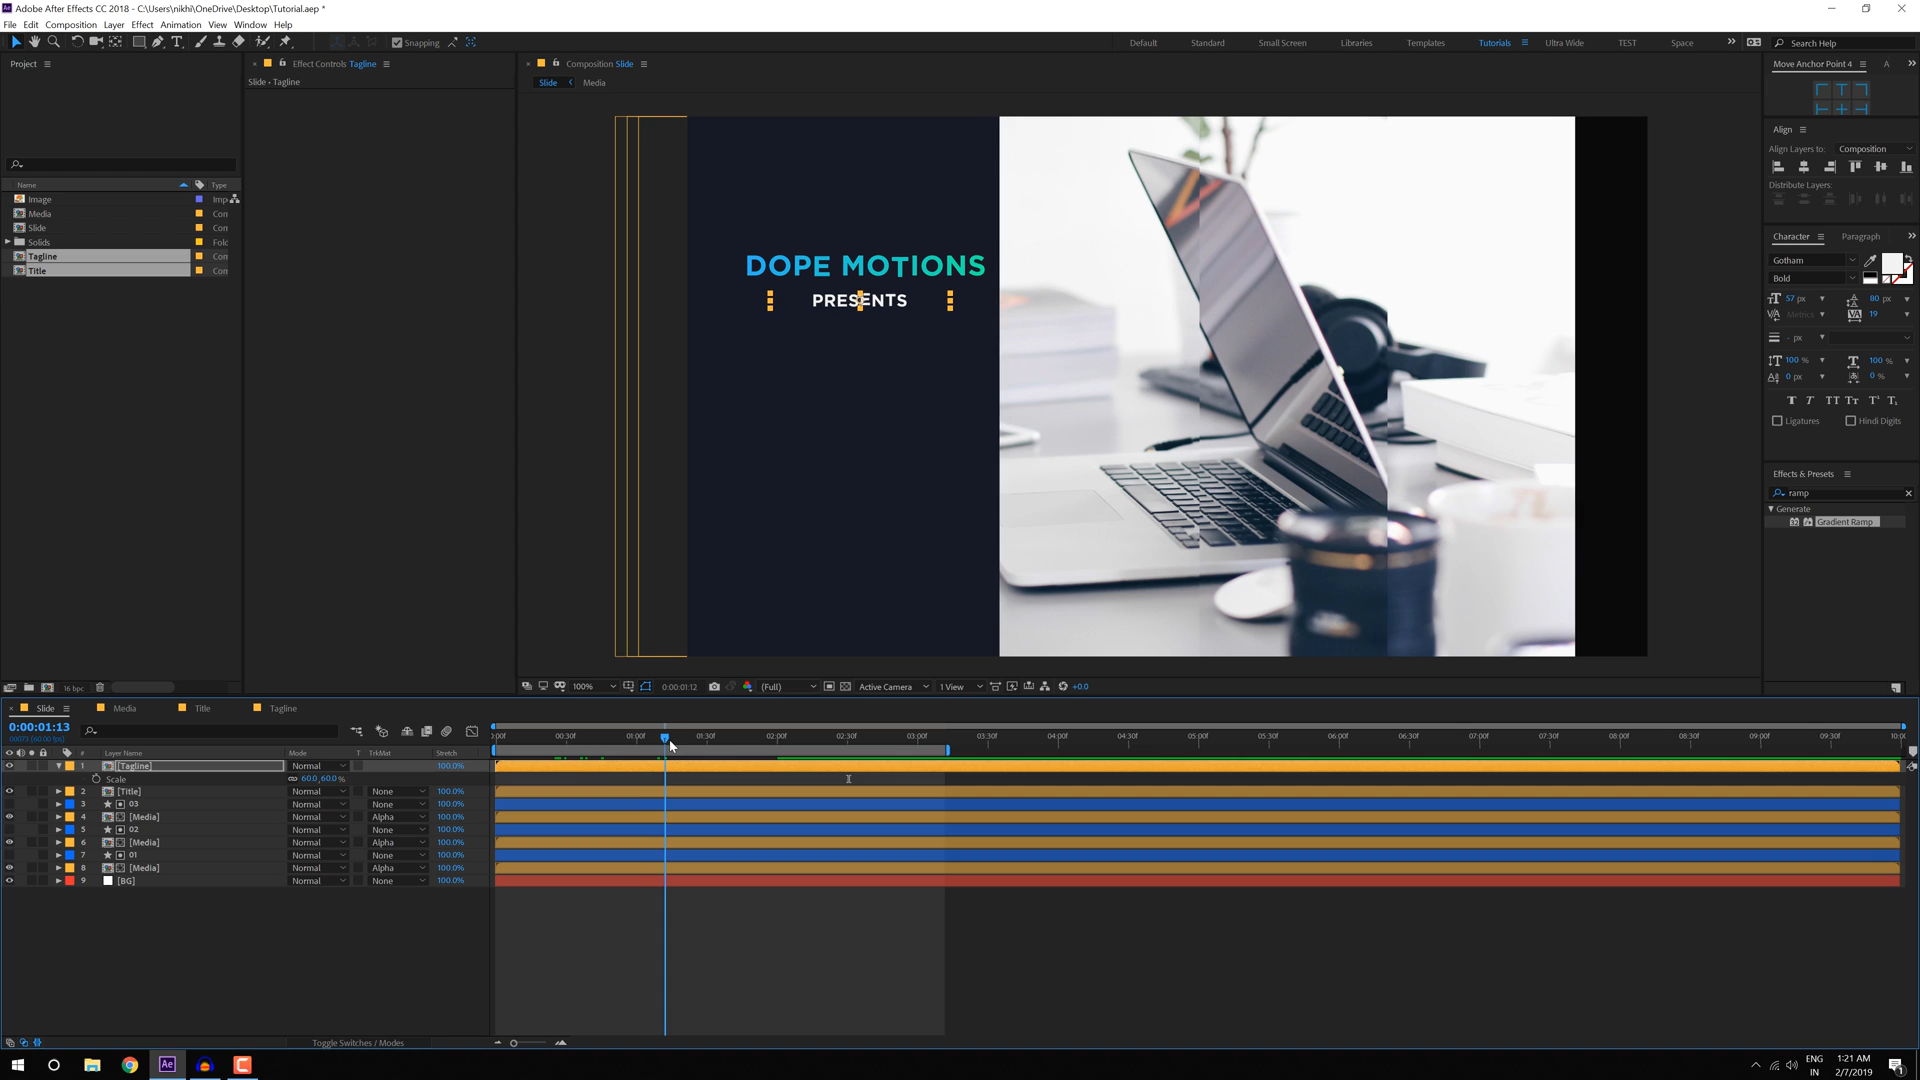 Adobe After Effects CC 2018 - C:\Users\nikhi\OneDrive\Desktop\Tutorial.aep *
File Edit Composition Layer Effect Animation View Window Help
Snapping
Default Standard Small Screen Libraries Templates Tutorials Ultra Wide TEST Space Search Help
Project
Effect Controls Tagline
Composition Slide
Move Anchor Point 4 A
Slide • Tagline
Slide Media
Align
Align Layers to: Composition
Distribute Layers:
Name Type
Image Imp
Media Con
Slide Con
Solids Fold
Tagline Con
Title Con
DOPE MOTIONS
PRESENTS
Character Paragraph
Gotham
Bold
57 px 80 px
Metrics 19
- px
100 % 100 %
0 px 0 %
Ligatures Hindi Digits
Effects & Presets
ramp
Generate
Gradient Ramp
16 bpc
100% 0:00:01:12 (Full) Active Camera 1 View +0.0
Slide Media Title Tagline
0:00:01:13
00073 (60.00 fps)
:00f 00:30f 01:00f 01:30f 02:00f 02:30f 03:00f 03:30f 04:00f 04:30f 05:00f 05:30f 06:00f 06:30f 07:00f 07:30f 08:00f 08:30f 09:00f 09:30f 10:00
# Layer Name Mode T TrkMat Stretch
1 [Tagline] Normal 100.0%
Scale 60.0,60.0%
2 [Title] Normal None 100.0%
3 03 Normal None 100.0%
4 [Media] Normal Alpha 100.0%
5 02 Normal None 100.0%
6 [Media] Normal Alpha 100.0%
7 01 Normal None 100.0%
8 [Media] Normal Alpha 100.0%
9 [BG] Normal None 100.0%
Toggle Switches / Modes
Ae
ENG
IN
1:21 AM
2/7/2019
1